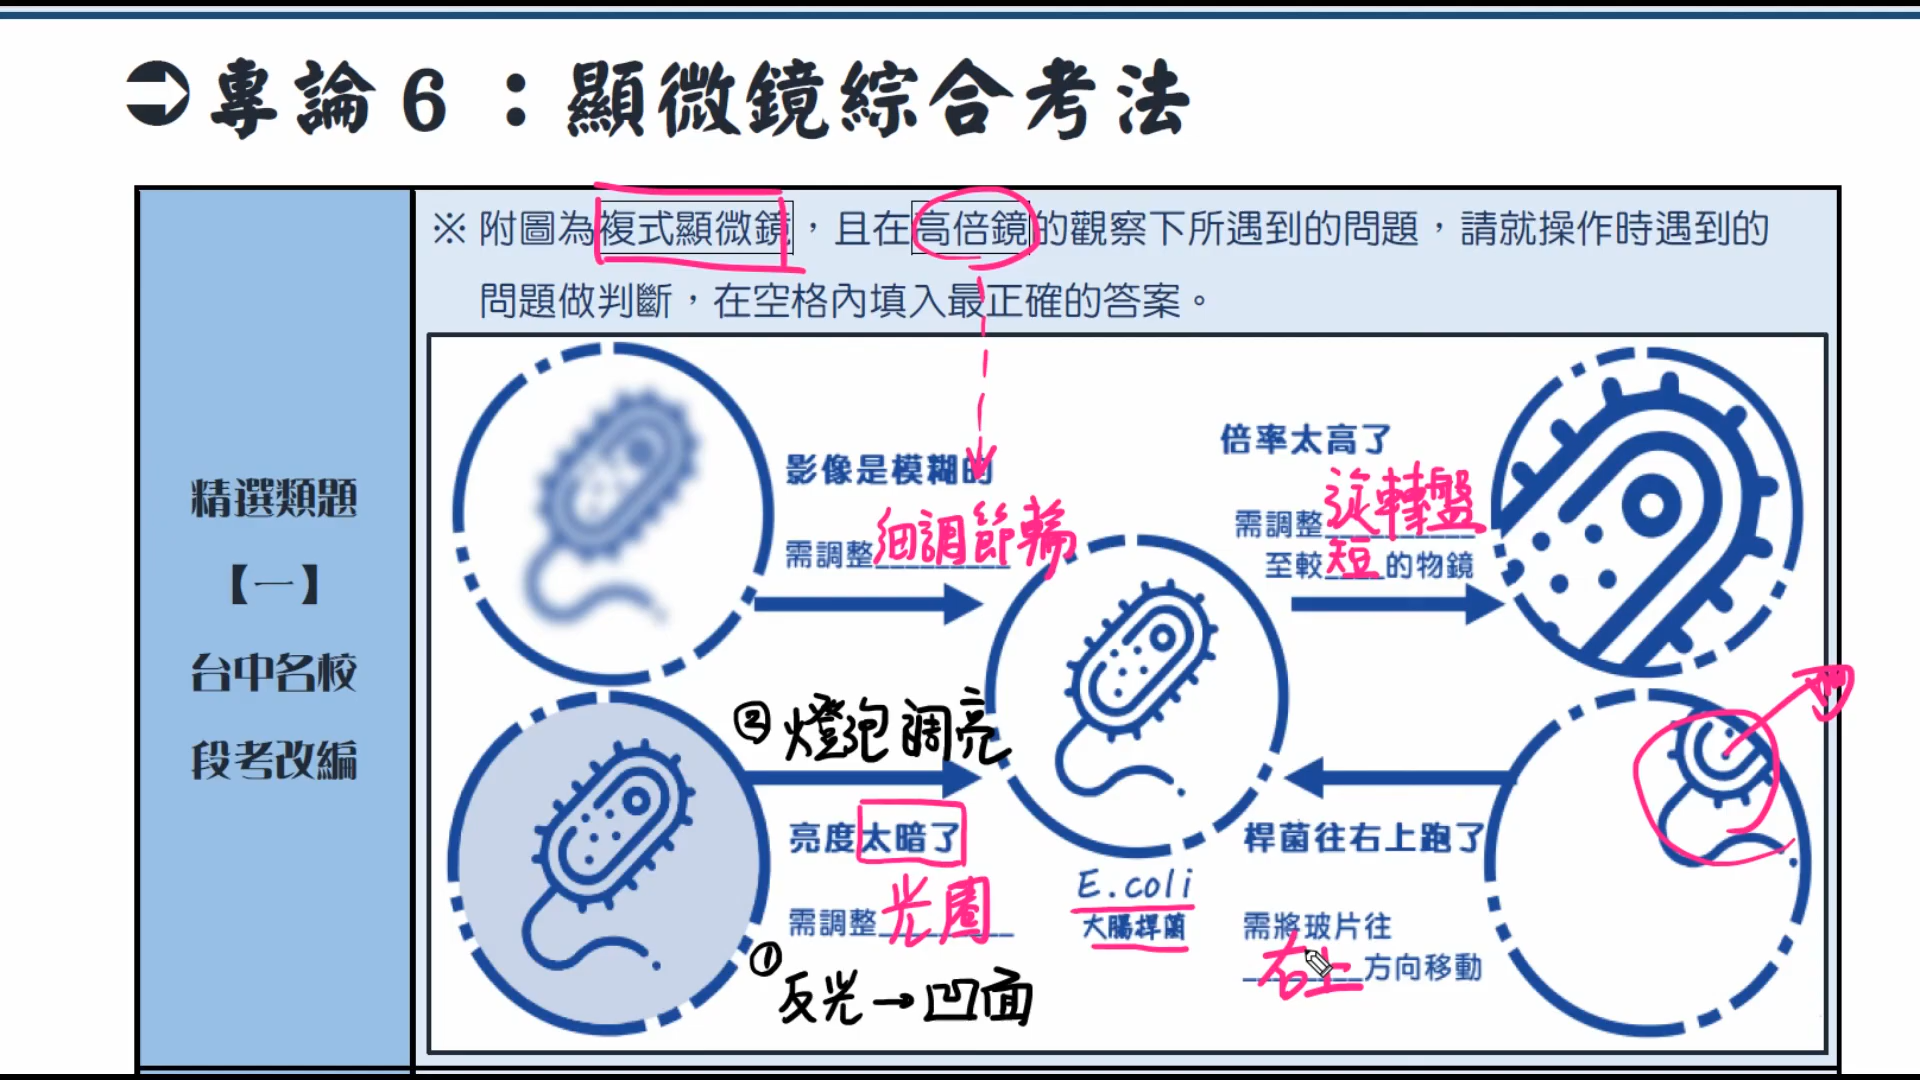 專論6：顯微鏡綜合考法
精選類題
【一】
台中名校
段考改編
※ 附圖為複式顯微鏡，且在高倍鏡的觀察下所遇到的問題，請就操作時遇到的
問題做判斷，在空格內填入最正確的答案。
影像是模糊的
需調整細調節輪
倍率太高了
需調整旋轉盤
至較短的物鏡
②燈泡調亮
亮度太暗了
需調整光圈
①反光→凹面
E.coli
大腸桿菌
桿菌往右上跑了
需將玻片往
右上方向移動